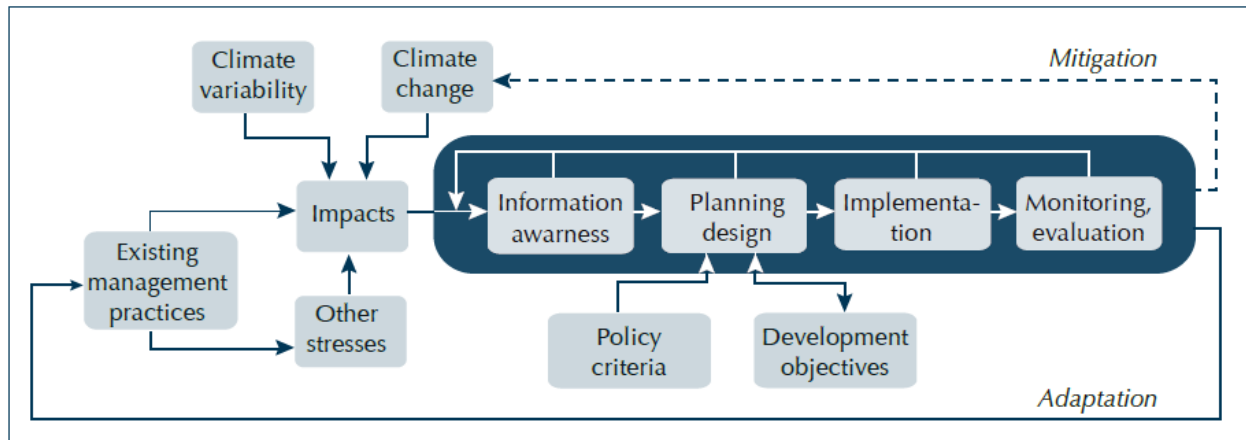 Climate
variability
Climate
change
Mitigation
Impacts
Information
awarness
Planning
design
Implementa-
tion
Monitoring,
evaluation
Existing
management
practices
Other
stresses
Policy
criteria
Development
objectives
Adaptation